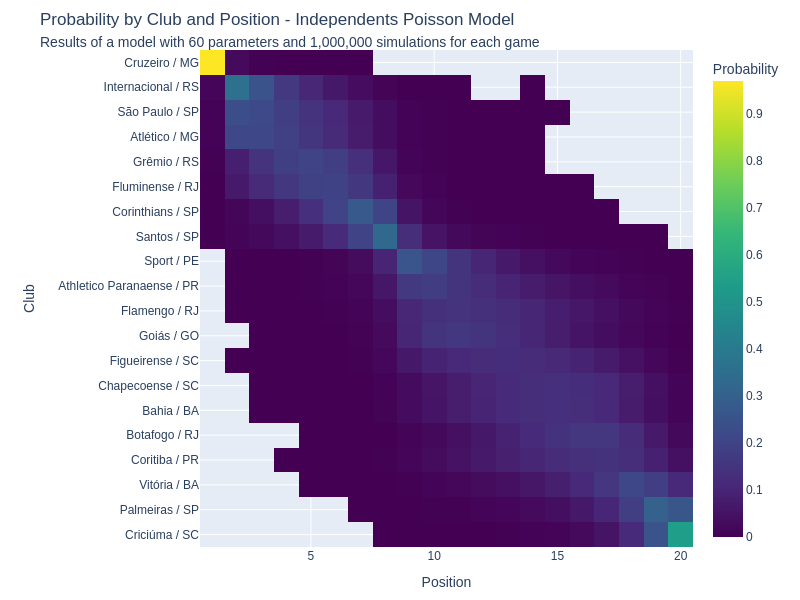 Probability by Club and Position - Independents Poisson Model
Results of a model with 60 parameters and 1,000,000 simulations for each game
Probability
Cruzeiro / MG
Internacional / RS
São Paulo / SP
Atlético / MG
Grêmio / RS
Fluminense / RJ
Corinthians / SP
Santos / SP
Sport / PE
Athletico Paranaense / PR
Flamengo / RJ
Goiás / GO
Figueirense / SC
Chapecoense / SC
Bahia / BA
Botafogo / RJ
Coritiba / PR
Vitória / BA
Palmeiras / SP
Criciúma / SC
Club
5
10
15
20
Position
0.9
0.8
0.7
0.6
0.5
0.4
0.3
0.2
0.1
0